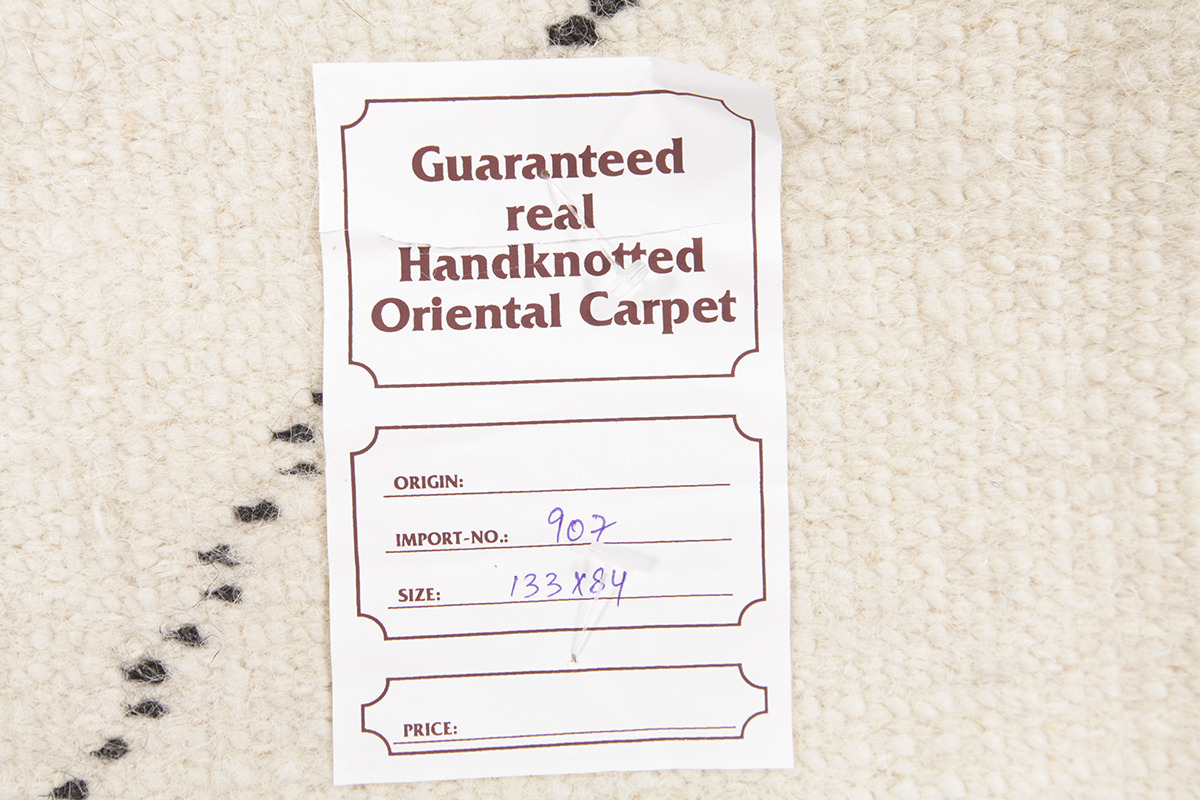 Guaranteed
real
Handknotted
Oriental Carpet
ORIGIN:
IMPORT-NO.: 907
SIZE: 133x84
PRICE: